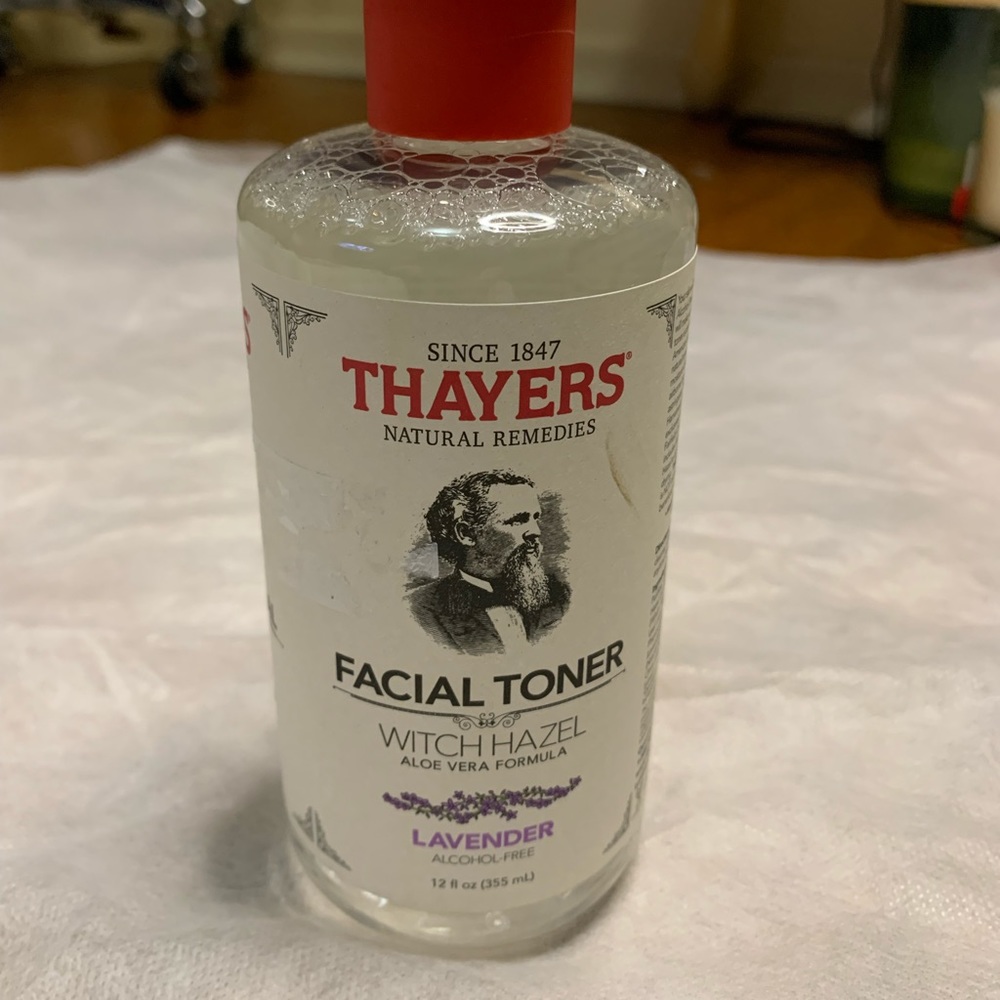 SINCE 1847
THAYERS®
NATURAL REMEDIES
FACIAL TONER
WITCH HAZEL
ALOE VERA FORMULA
LAVENDER
ALCOHOL-FREE
12 fl oz (355 mL)